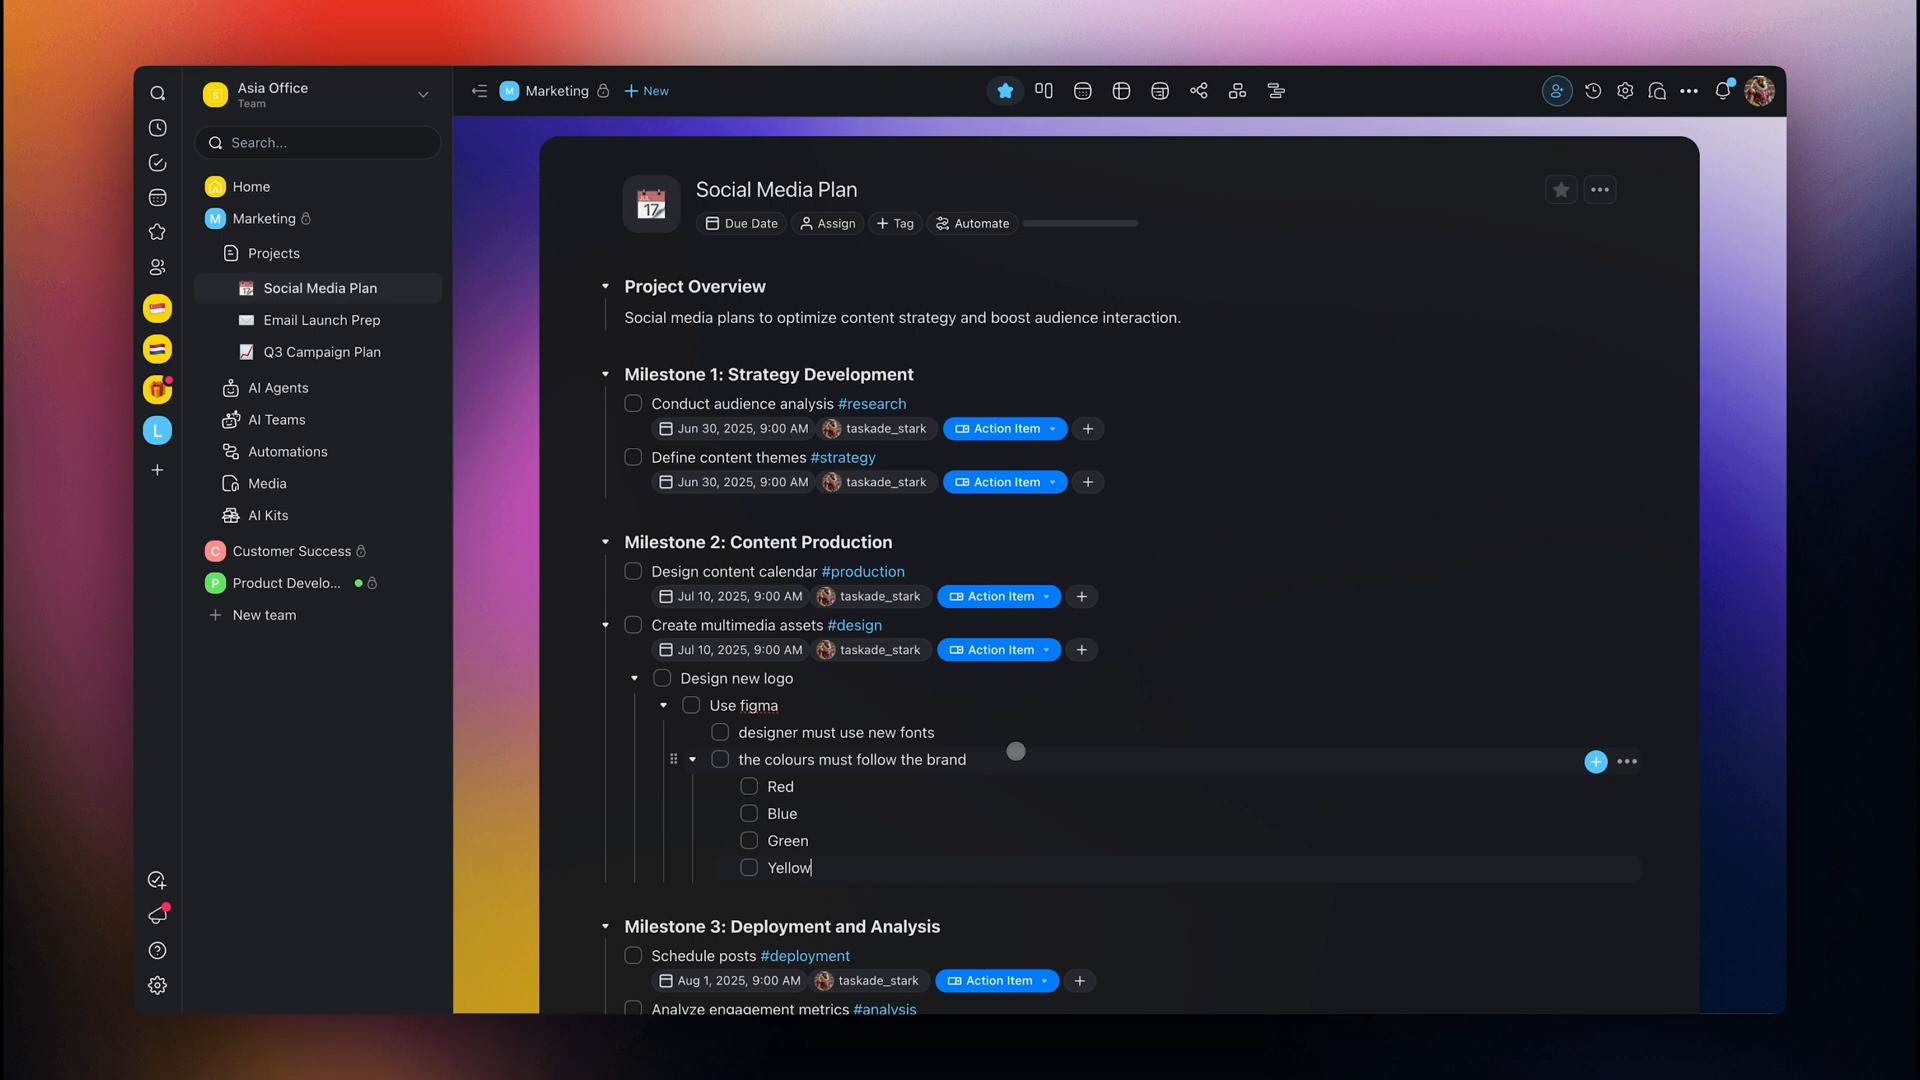 Asia Office
Team
Search...
Home
M Marketing
Projects
Social Media Plan
Email Launch Prep
Q3 Campaign Plan
AI Agents
AI Teams
Automations
Media
AI Kits
C Customer Success
P Product Develo...
New team
L
M Marketing + New
JUL 17
Social Media Plan
Due Date Assign + Tag Automate
Project Overview
Social media plans to optimize content strategy and boost audience interaction.
Milestone 1: Strategy Development
Conduct audience analysis #research
Jun 30, 2025, 9:00 AM taskade_stark Action Item +
Define content themes #strategy
Jun 30, 2025, 9:00 AM taskade_stark Action Item +
Milestone 2: Content Production
Design content calendar #production
Jul 10, 2025, 9:00 AM taskade_stark Action Item +
Create multimedia assets #design
Jul 10, 2025, 9:00 AM taskade_stark Action Item +
Design new logo
Use figma
designer must use new fonts
the colours must follow the brand
Red
Blue
Green
Yellow
Milestone 3: Deployment and Analysis
Schedule posts #deployment
Aug 1, 2025, 9:00 AM taskade_stark Action Item +
Analyze engagement metrics #analysis